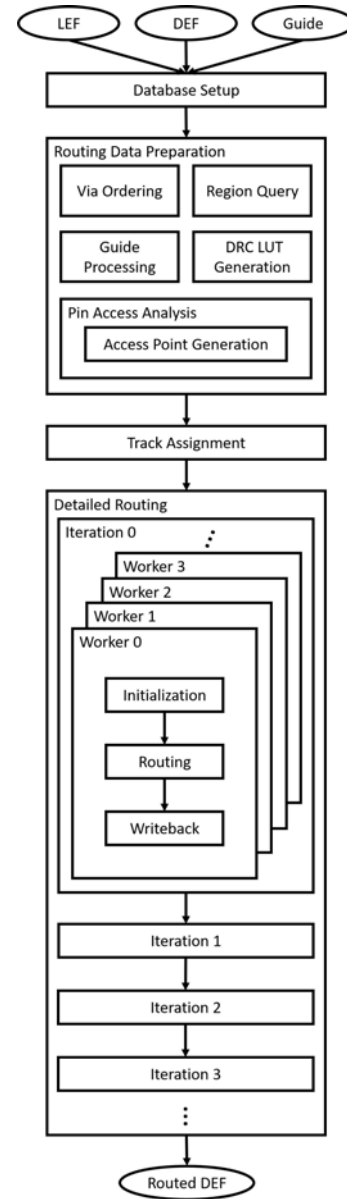 LEF
DEF
Guide
Database Setup
Routing Data Preparation
Via Ordering
Region Query
Guide
Processing
DRC LUT
Generation
Pin Access Analysis
Access Point Generation
Track Assignment
Detailed Routing
Iteration 0
Worker 3
Worker 2
Worker 1
Worker 0
Initialization
Routing
Writeback
Iteration 1
Iteration 2
Iteration 3
Routed DEF